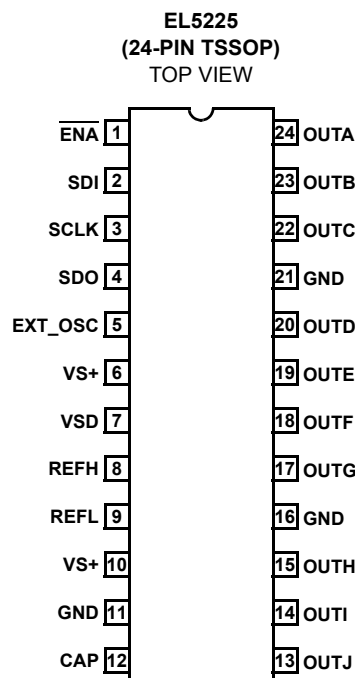 EL5225
(24-PIN TSSOP)
TOP VIEW
ENA 1 24 OUTA
SDI 2 23 OUTB
SCLK 3 22 OUTC
SDO 4 21 GND
EXT_OSC 5 20 OUTD
VS+ 6 19 OUTE
VSD 7 18 OUTF
REFH 8 17 OUTG
REFL 9 16 GND
VS+ 10 15 OUTH
GND 11 14 OUTI
CAP 12 13 OUTJ